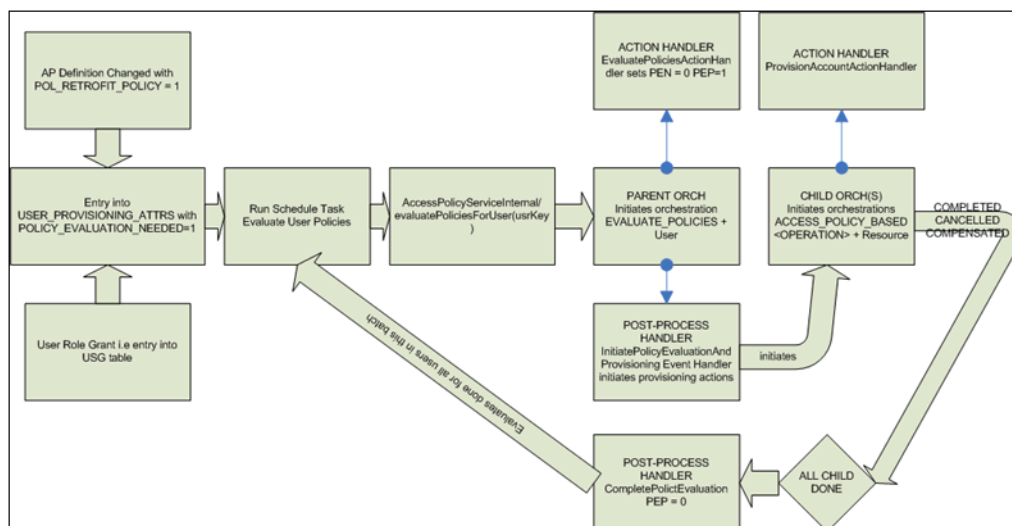 AP Definition Changed with
POL_RETROFIT_POLICY =
1
ACTION HANDLER
EvaluatePoliciesActionHan
dler sets PEN = 0 PEP=1
ACTION HANDLER
ProvisionAccountActionHandler
Entry into
USER_PROVISIONING_ATTRS with
POLICY_EVALUATION_NEEDED=1
Run Schedule Task
Evaluate User Policies
AccessPolicyServiceInternal/
evaluatePoliciesForUser(usrKey
)
PARENT ORCH
Initiates orchestration
EVALUATE_POLICIES +
User
CHILD ORCH(S)
Initiates orchestrations
ACCESS_POLICY_BASED
<OPERATION> + Resource
COMPLETED
CANCELLED
COMPENSATED
User Role Grant i.e entry into
USG table
POST-PROCESS
HANDLER
InitiatePolicyEvaluationAnd
Provisioning Event Handler
initiates provisioning actions
initiates
Evaluates done for all users in this batch
POST-PROCESS
HANDLER
CompletePolictEvaluation
PEP = 0
ALL CHILD
DONE